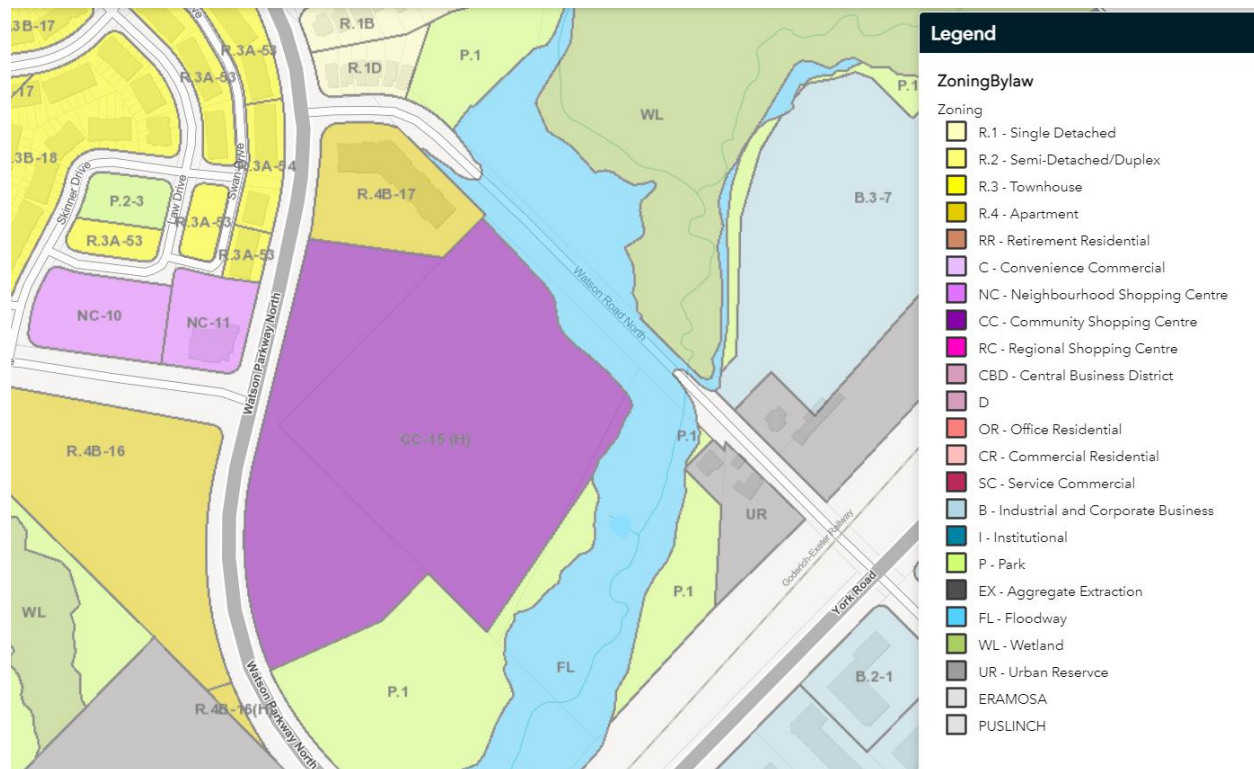 3B-17
R.1B
R.3A-53
P.1
R.1D
R.3A-53
P.1
-17
WL
3B-18
R.3A-54
Skinner Drive
P.2-3
Law Drive
Swan Drive
R.4B-17
B.3-7
R.3A-53
R.3A-53
R.3A-53
NC-10
NC-11
Watson Parkway North
Watson Road North
CC-15 (H)
R.4B-16
P.1
UR
Goderich-Exeter Railway
York Road
P.1
WL
FL
P.1
B.2-1
R.4B-16(H)
Watson Parkway North
Legend
ZoningBylaw
Zoning
R.1 - Single Detached
R.2 - Semi-Detached/Duplex
R.3 - Townhouse
R.4 - Apartment
RR - Retirement Residential
C - Convenience Commercial
NC - Neighbourhood Shopping Centre
CC - Community Shopping Centre
RC - Regional Shopping Centre
CBD - Central Business District
D
OR - Office Residential
CR - Commercial Residential
SC - Service Commercial
B - Industrial and Corporate Business
I - Institutional
P - Park
EX - Aggregate Extraction
FL - Floodway
WL - Wetland
UR - Urban Reservce
ERAMOSA
PUSLINCH